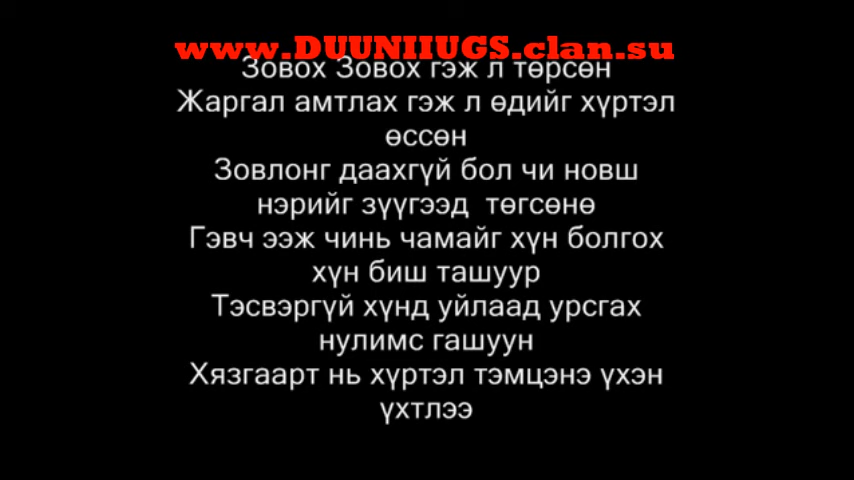 www.DUUNIIUGS.clan.su
Зовох Зовох гэж л төрсөн
Жаргал амтлах гэж л өдийг хүртэл
өссөн
Зовлонг даахгүй бол чи новш
нэрийг зүүгээд төгсөнө
Гэвч ээж чинь чамайг хүн болгох
хүн биш ташуур
Тэсвэргүй хүнд уйлаад урсгах
нулимс гашуун
Хязгаарт нь хүртэл тэмцэнэ үхэн
үхтлээ